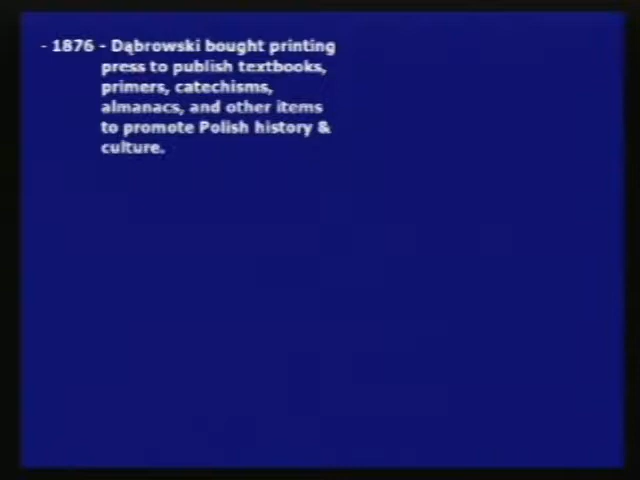 - 1876 - Dąbrowski bought printing
press to publish textbooks,
primers, catechisms,
almanacs, and other items
to promote Polish history &
culture.